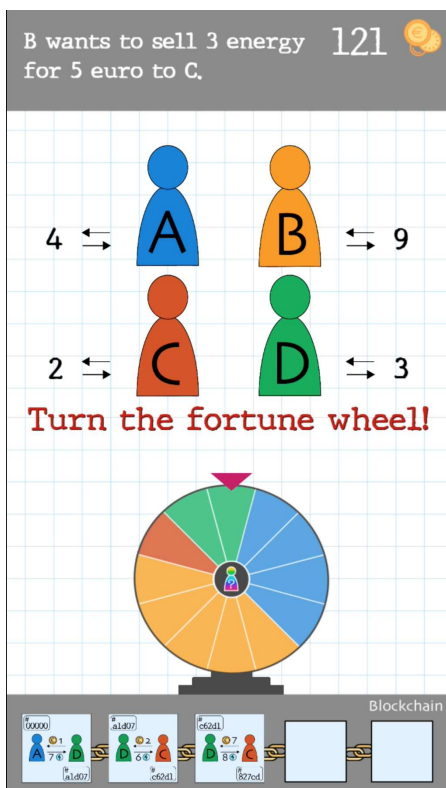 B wants to sell 3 energy
for 5 euro to C.
121
4
A
B
9
2
C
D
3
Turn the fortune wheel!
?
Blockchain
#
00000
A
1
7
D
#
a1d07
#
a1d07
D
2
6
C
#
c62d1
#
c62d1
D
7
8
C
#
827cd